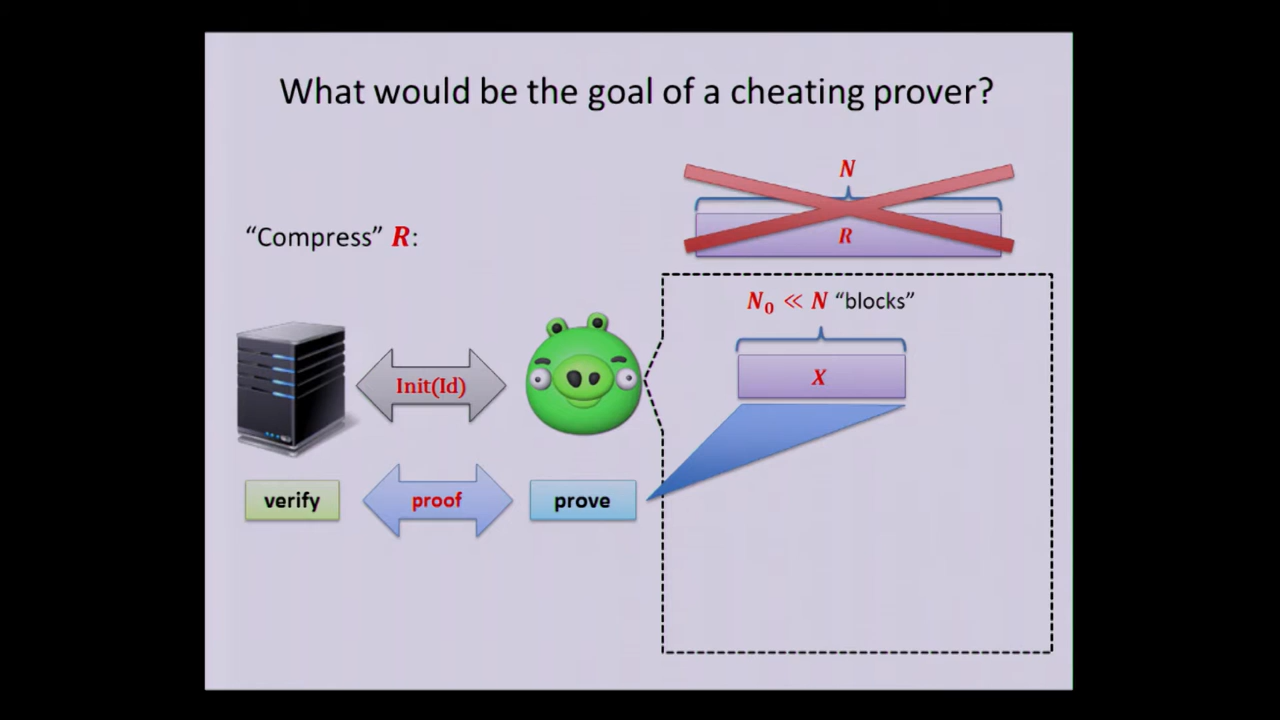 What would be the goal of a cheating prover?
N
"Compress" R:
R
N₀ ≪ N "blocks"
X
Init(Id)
verify
proof
prove